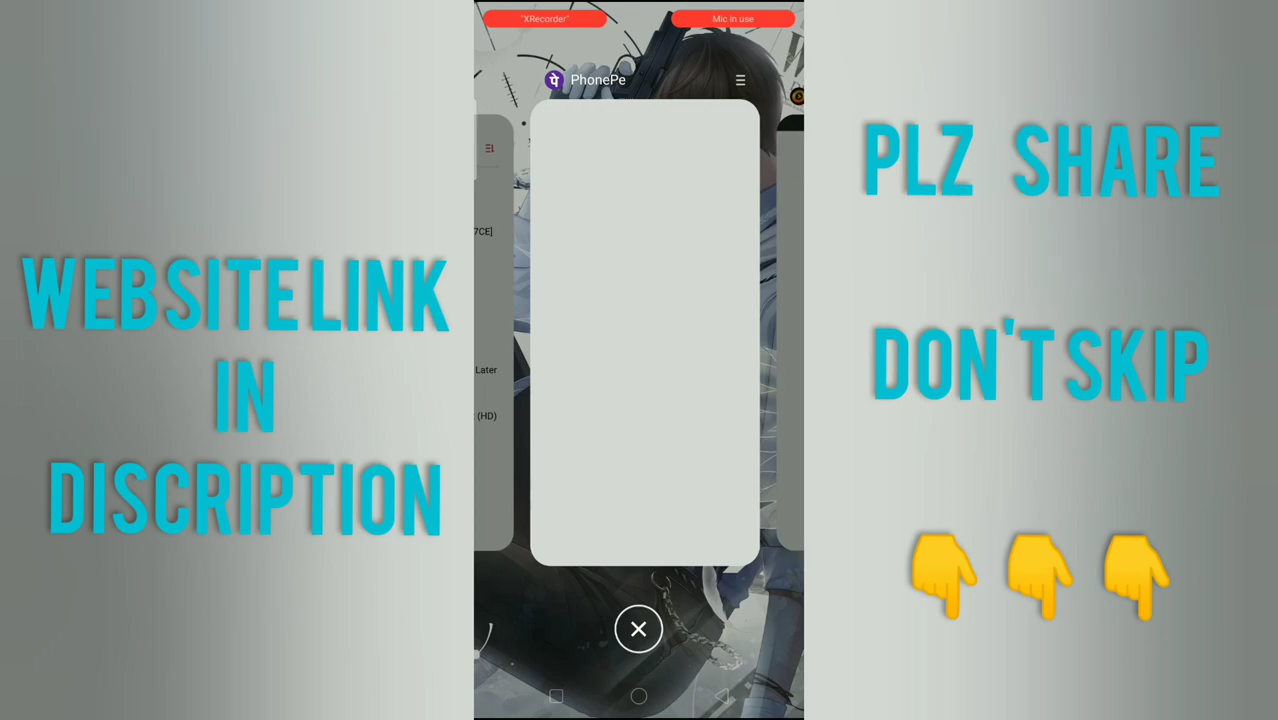 "XRecorder"
Mic in use
पे PhonePe
7CE]
Later
(HD)
WEBSITE LINK
IN
DISCRIPTION
PLZ SHARE
DON'T SKIP